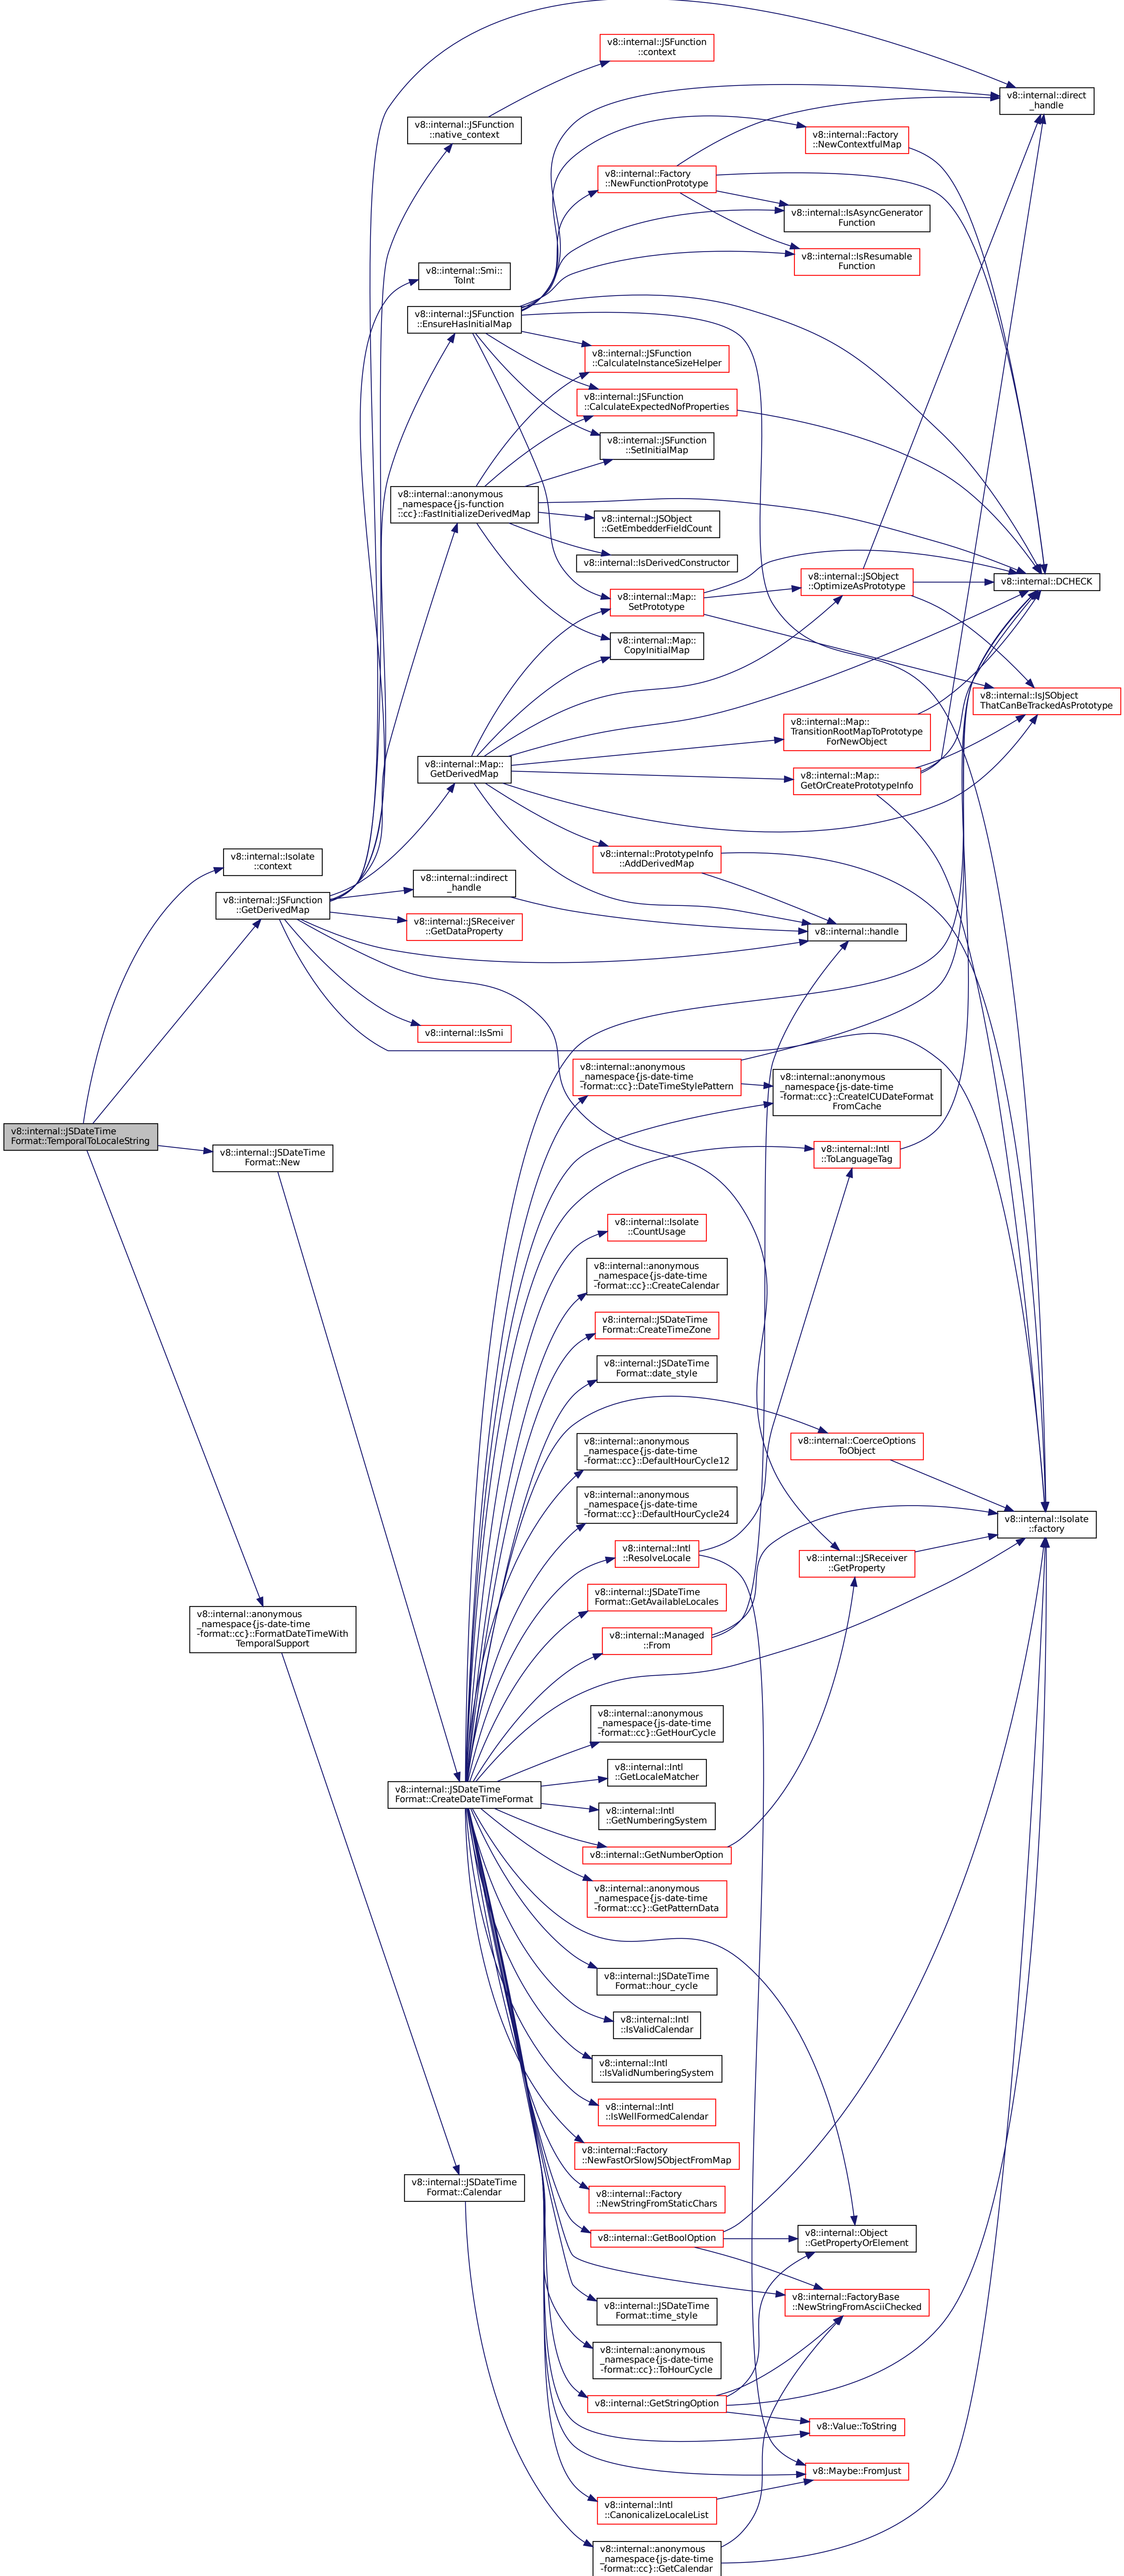 v8::internal::JSFunction
::context
v8::internal::direct
_handle
v8::internal::JSFunction
::native_context
v8::internal::Factory
::NewContextfulMap
v8::internal::Factory
::NewFunctionPrototype
v8::internal::IsAsyncGenerator
Function
v8::internal::IsResumable
Function
v8::internal::Smi::
ToInt
v8::internal::JSFunction
::EnsureHasInitialMap
v8::internal::JSFunction
::CalculateInstanceSizeHelper
v8::internal::JSFunction
::CalculateExpectedNofProperties
v8::internal::JSFunction
::SetInitialMap
v8::internal::anonymous
_namespace{js-function
::cc}::FastInitializeDerivedMap
v8::internal::JSObject
::GetEmbedderFieldCount
v8::internal::IsDerivedConstructor
v8::internal::JSObject
::OptimizeAsPrototype
v8::internal::DCHECK
v8::internal::Map::
SetPrototype
v8::internal::Map::
CopyInitialMap
v8::internal::IsJSObject
ThatCanBeTrackedAsPrototype
v8::internal::Map::
TransitionRootMapToPrototype
ForNewObject
v8::internal::Map::
GetDerivedMap
v8::internal::Map::
GetOrCreatePrototypeInfo
v8::internal::Isolate
::context
v8::internal::PrototypeInfo
::AddDerivedMap
v8::internal::indirect
_handle
v8::internal::JSFunction
::GetDerivedMap
v8::internal::JSReceiver
::GetDataProperty
v8::internal::handle
v8::internal::IsSmi
v8::internal::anonymous
_namespace{js-date-time
-format::cc}::DateTimeStylePattern
v8::internal::anonymous
_namespace{js-date-time
-format::cc}::CreateICUDateFormat
FromCache
v8::internal::JSDateTime
Format::TemporalToLocaleString
v8::internal::JSDateTime
Format::New
v8::internal::Intl
::ToLanguageTag
v8::internal::Isolate
::CountUsage
v8::internal::anonymous
_namespace{js-date-time
-format::cc}::CreateCalendar
v8::internal::JSDateTime
Format::CreateTimeZone
v8::internal::JSDateTime
Format::date_style
v8::internal::CoerceOptions
ToObject
v8::internal::anonymous
_namespace{js-date-time
-format::cc}::DefaultHourCycle12
v8::internal::anonymous
_namespace{js-date-time
-format::cc}::DefaultHourCycle24
v8::internal::Isolate
::factory
v8::internal::Intl
::ResolveLocale
v8::internal::JSReceiver
::GetProperty
v8::internal::JSDateTime
Format::GetAvailableLocales
v8::internal::anonymous
_namespace{js-date-time
-format::cc}::FormatDateTimeWith
TemporalSupport
v8::internal::Managed
::From
v8::internal::anonymous
_namespace{js-date-time
-format::cc}::GetHourCycle
v8::internal::Intl
::GetLocaleMatcher
v8::internal::JSDateTime
Format::CreateDateTimeFormat
v8::internal::Intl
::GetNumberingSystem
v8::internal::GetNumberOption
v8::internal::anonymous
_namespace{js-date-time
-format::cc}::GetPatternData
v8::internal::JSDateTime
Format::hour_cycle
v8::internal::Intl
::IsValidCalendar
v8::internal::Intl
::IsValidNumberingSystem
v8::internal::Intl
::IsWellFormedCalendar
v8::internal::Factory
::NewFastOrSlowJSObjectFromMap
v8::internal::JSDateTime
Format::Calendar
v8::internal::Factory
::NewStringFromStaticChars
v8::internal::GetBoolOption
v8::internal::Object
::GetPropertyOrElement
v8::internal::FactoryBase
::NewStringFromAsciiChecked
v8::internal::JSDateTime
Format::time_style
v8::internal::anonymous
_namespace{js-date-time
-format::cc}::ToHourCycle
v8::internal::GetStringOption
v8::Value::ToString
v8::Maybe::FromJust
v8::internal::Intl
::CanonicalizeLocaleList
v8::internal::anonymous
_namespace{js-date-time
-format::cc}::GetCalendar